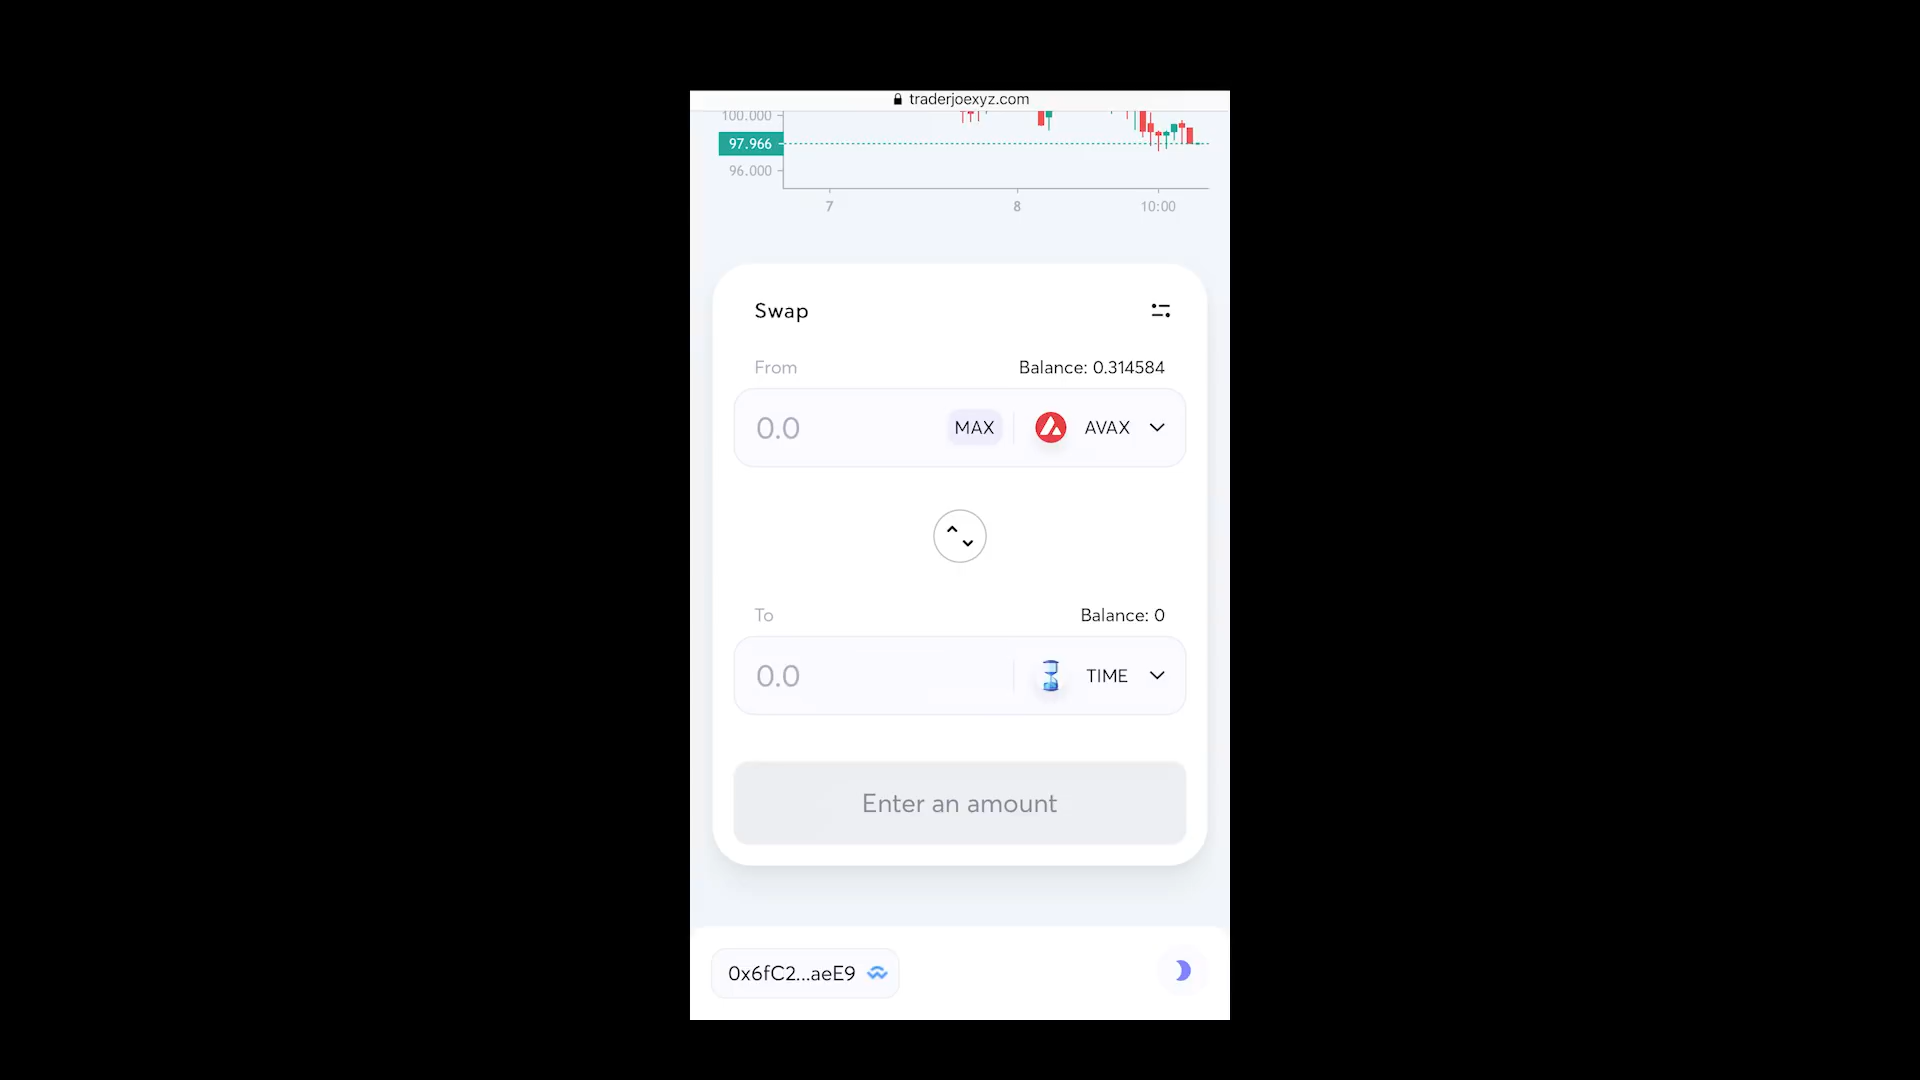 traderjoexyz.com
100.000
97.966
96.000
7 8 10:00
Swap
From Balance: 0.314584
0.0 MAX AVAX
To Balance: 0
0.0 TIME
Enter an amount
0x6fC2...aeE9